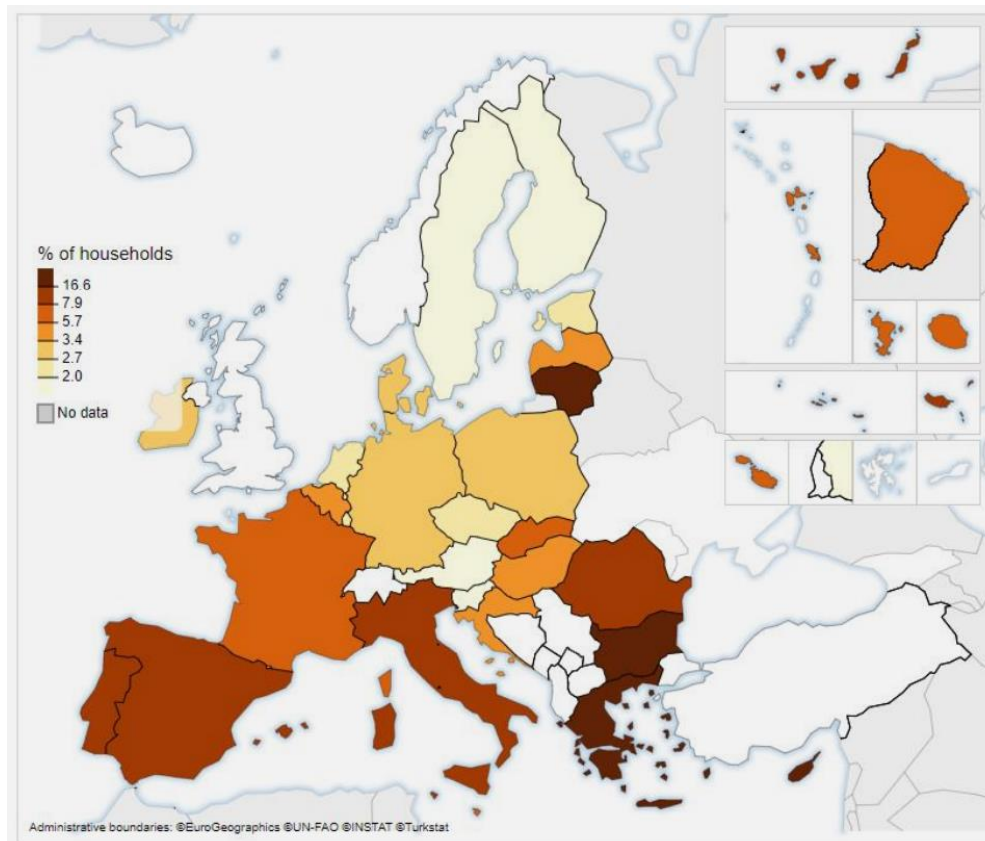 % of households
16.6
7.9
5.7
3.4
2.7
2.0
No data
Administrative boundaries: ©EuroGeographics ©UN-FAO ©INSTAT ©Turkstat